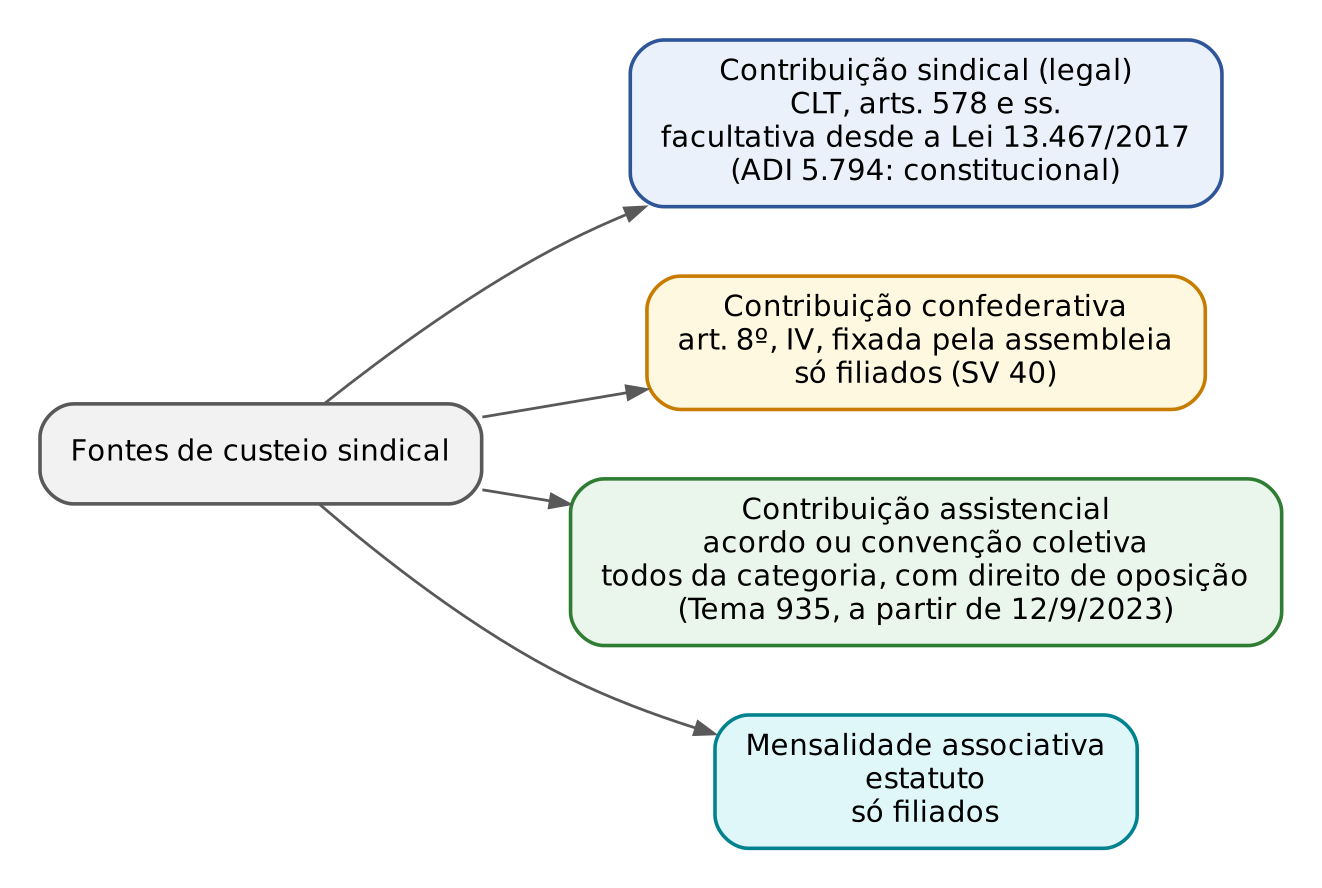 Fontes de custeio sindical
Contribuição sindical (legal)
CLT, arts. 578 e ss.
facultativa desde a Lei 13.467/2017
(ADI 5.794: constitucional)
Contribuição confederativa
art. 8º, IV, fixada pela assembleia
só filiados (SV 40)
Contribuição assistencial
acordo ou convenção coletiva
todos da categoria, com direito de oposição
(Tema 935, a partir de 12/9/2023)
Mensalidade associativa
estatuto
só filiados